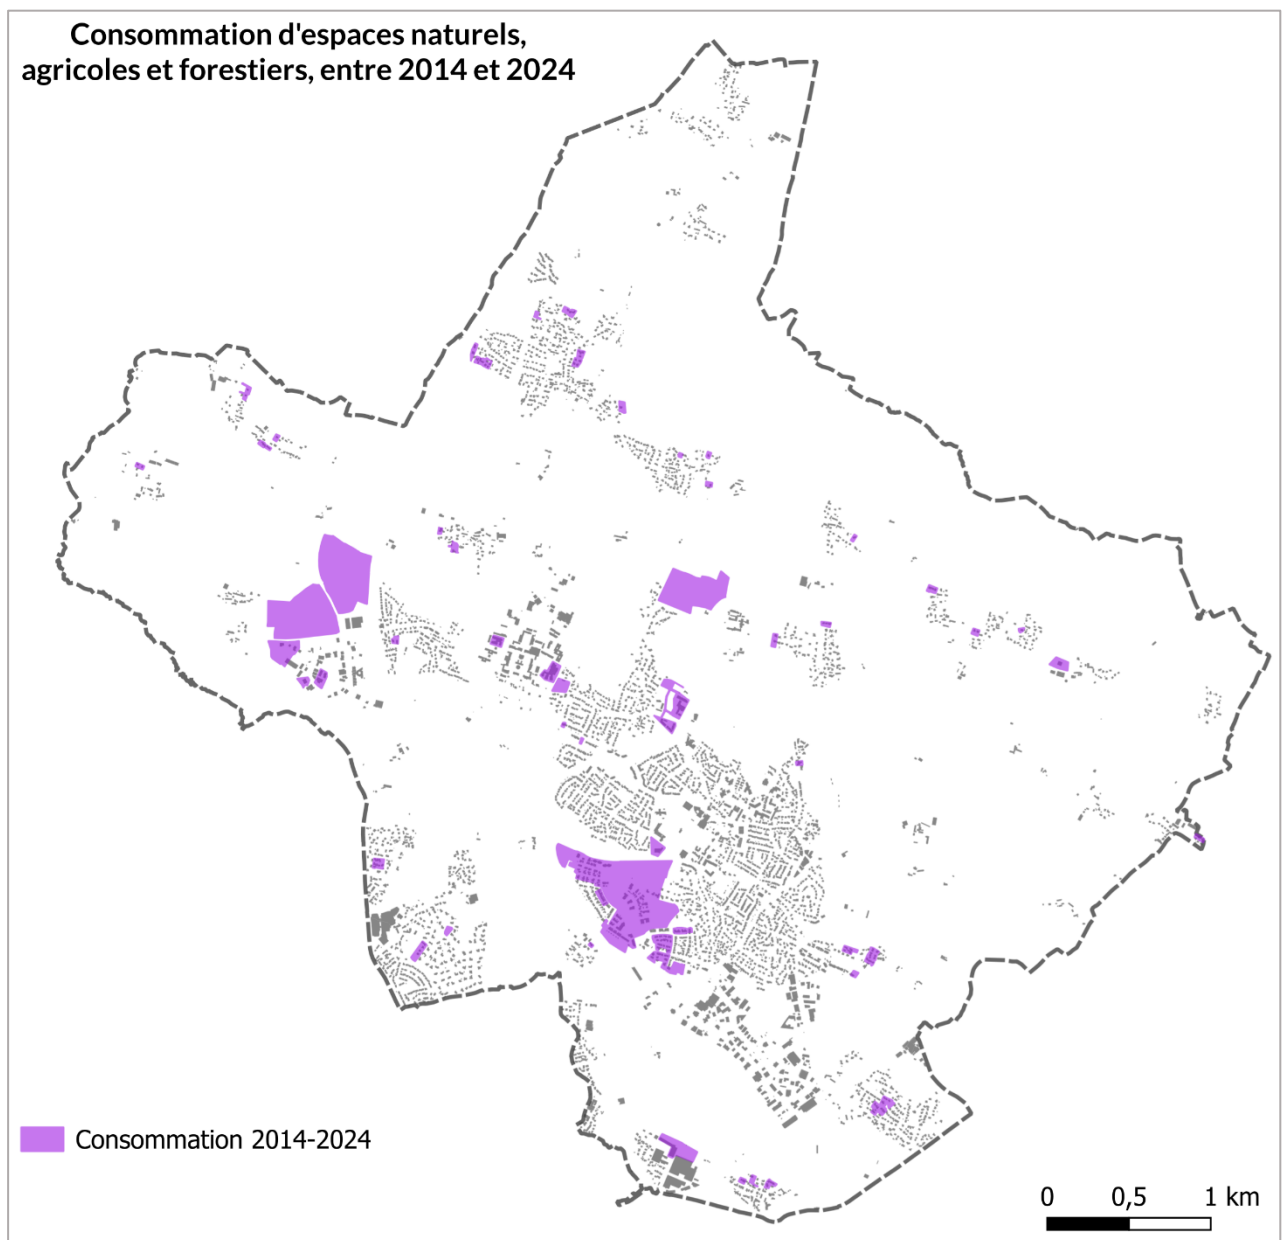 Consommation d'espaces naturels,
agricoles et forestiers, entre 2014 et 2024
Consommation 2014-2024
0 0,5 1 km